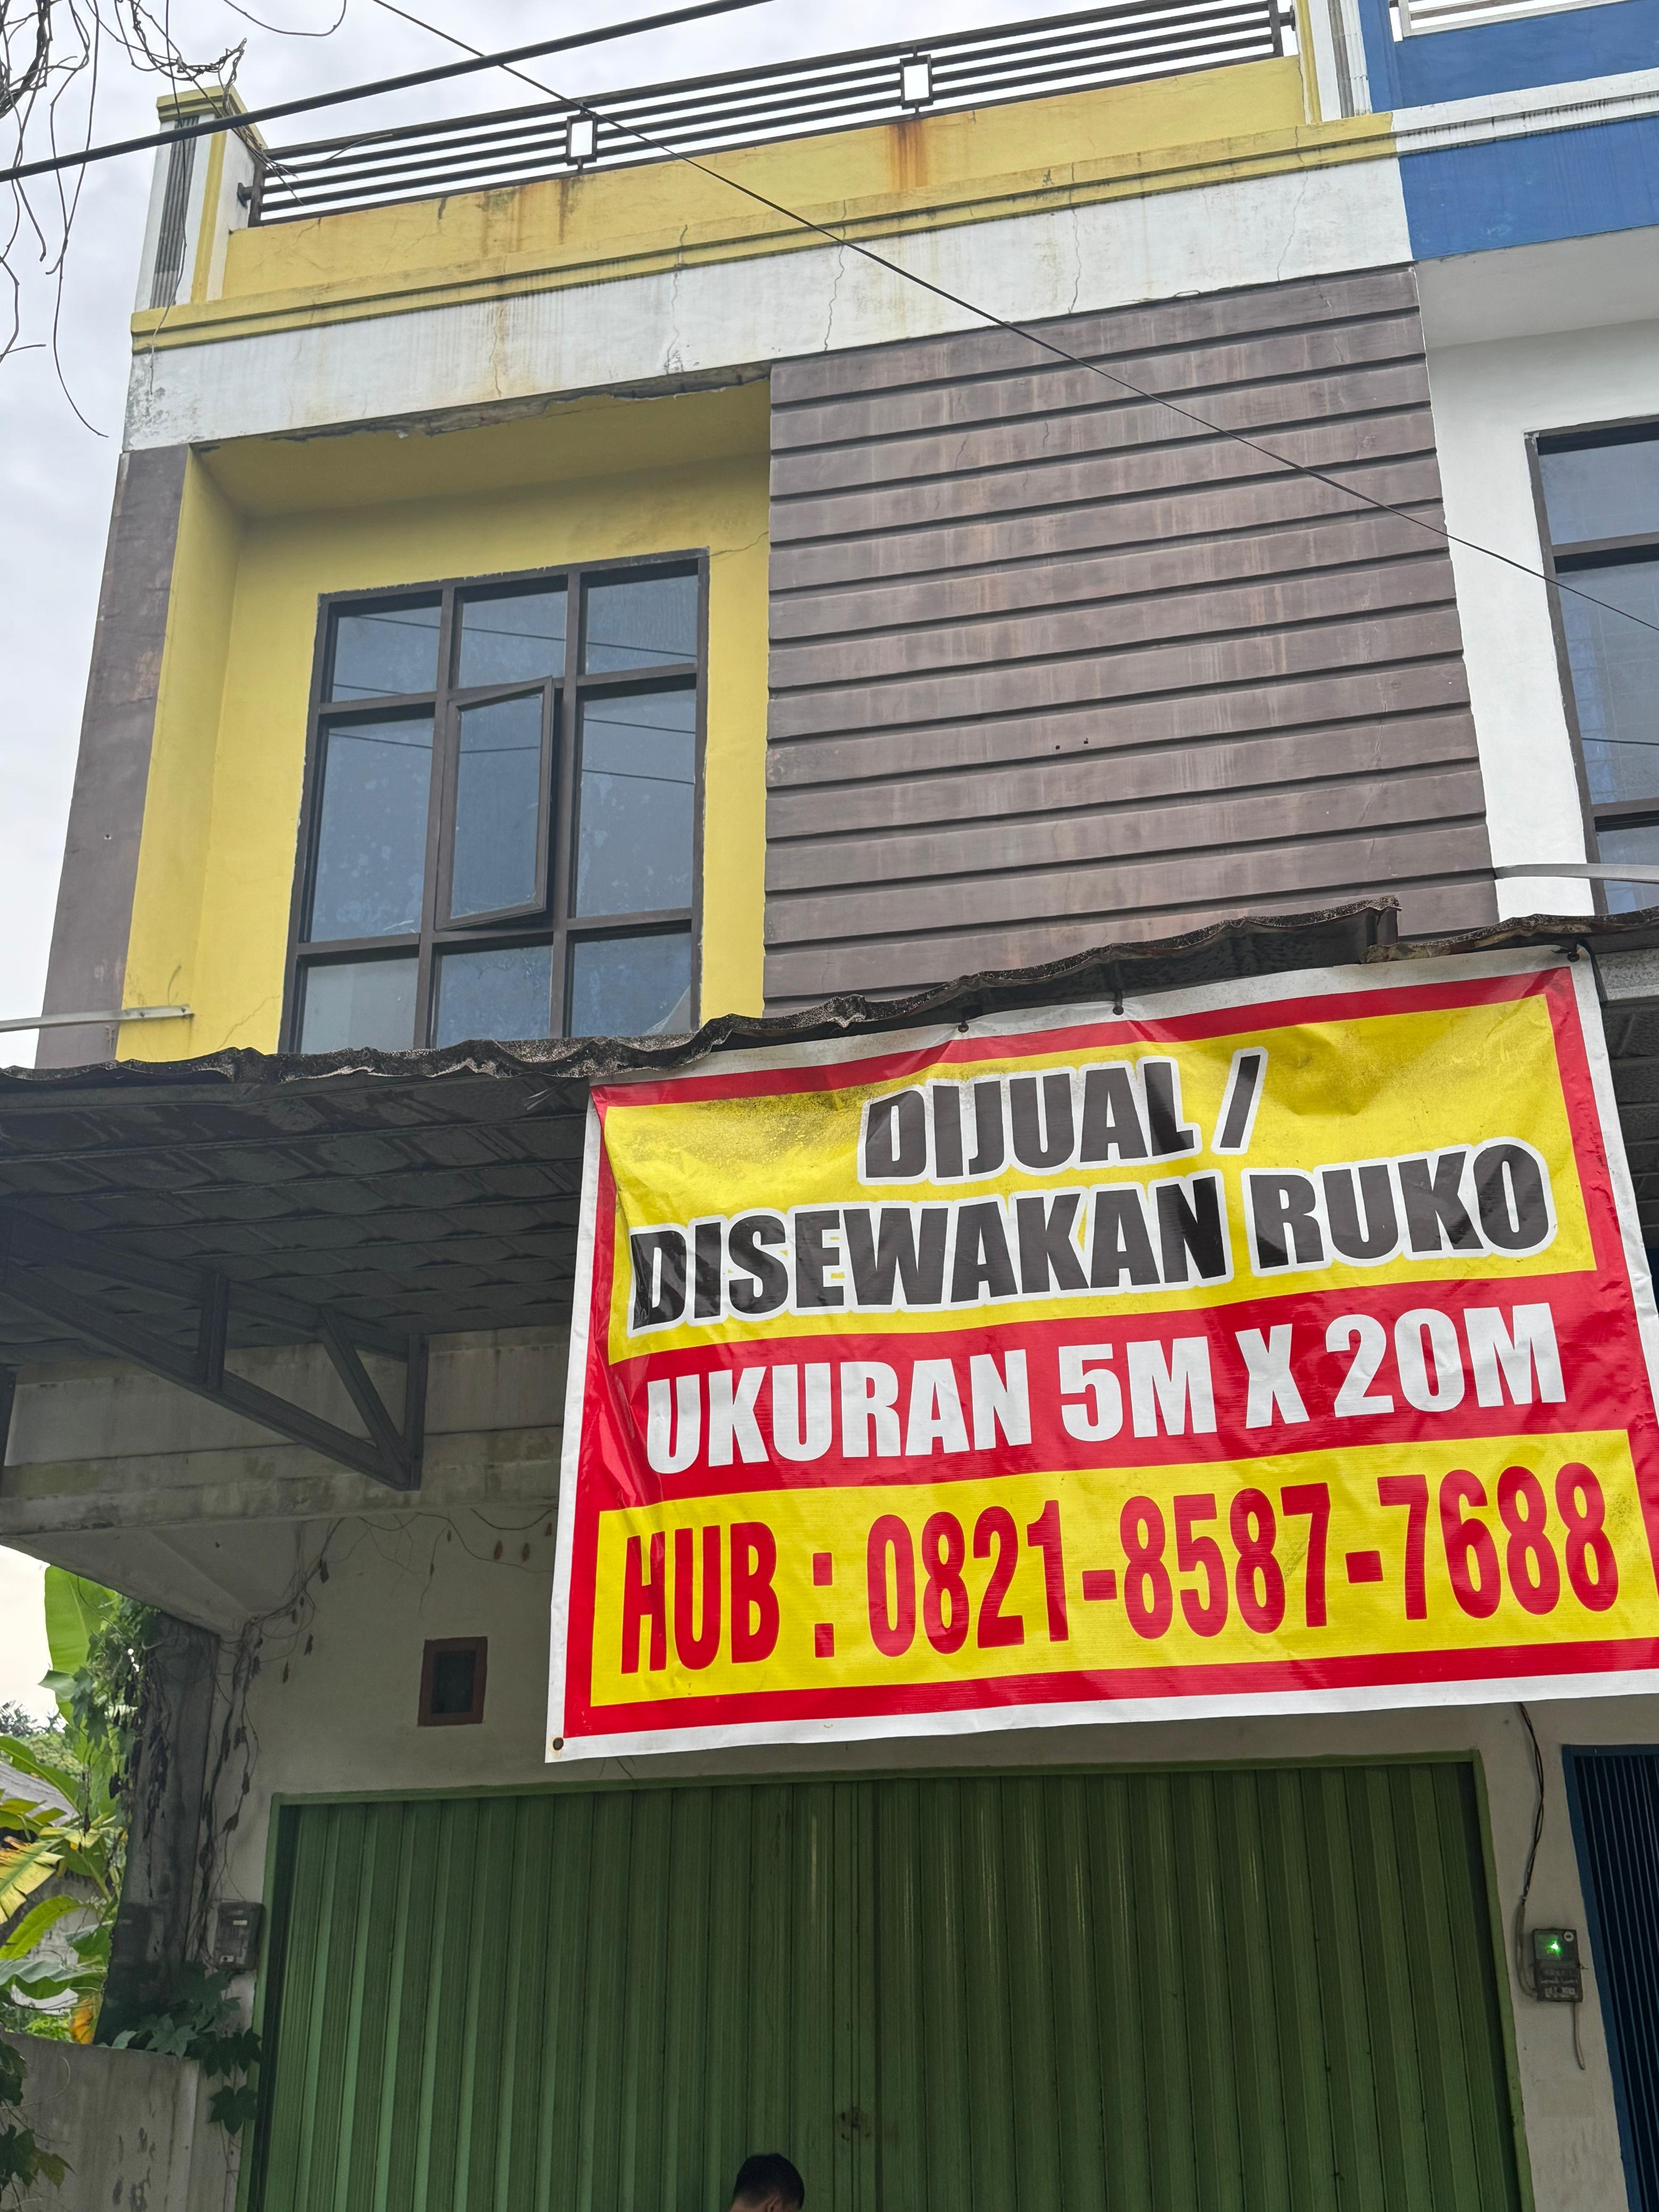 DIJUAL /
DISEWAKAN RUKO
UKURAN 5M X 20M
HUB : 0821-8587-7688